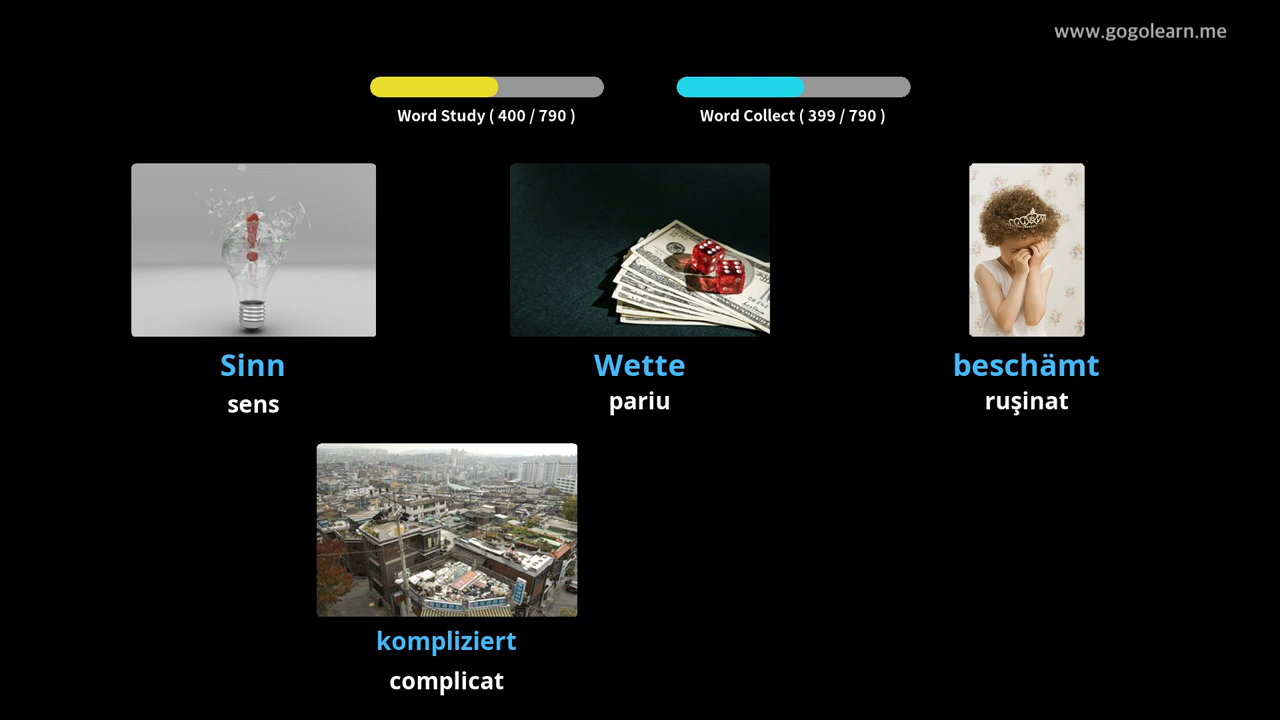 www.gogolearn.me
Word Study ( 400 / 790 )
Word Collect ( 399 / 790 )
Sinn
Wette
beschämt
sens
pariu
ruşinat
kompliziert
complicat